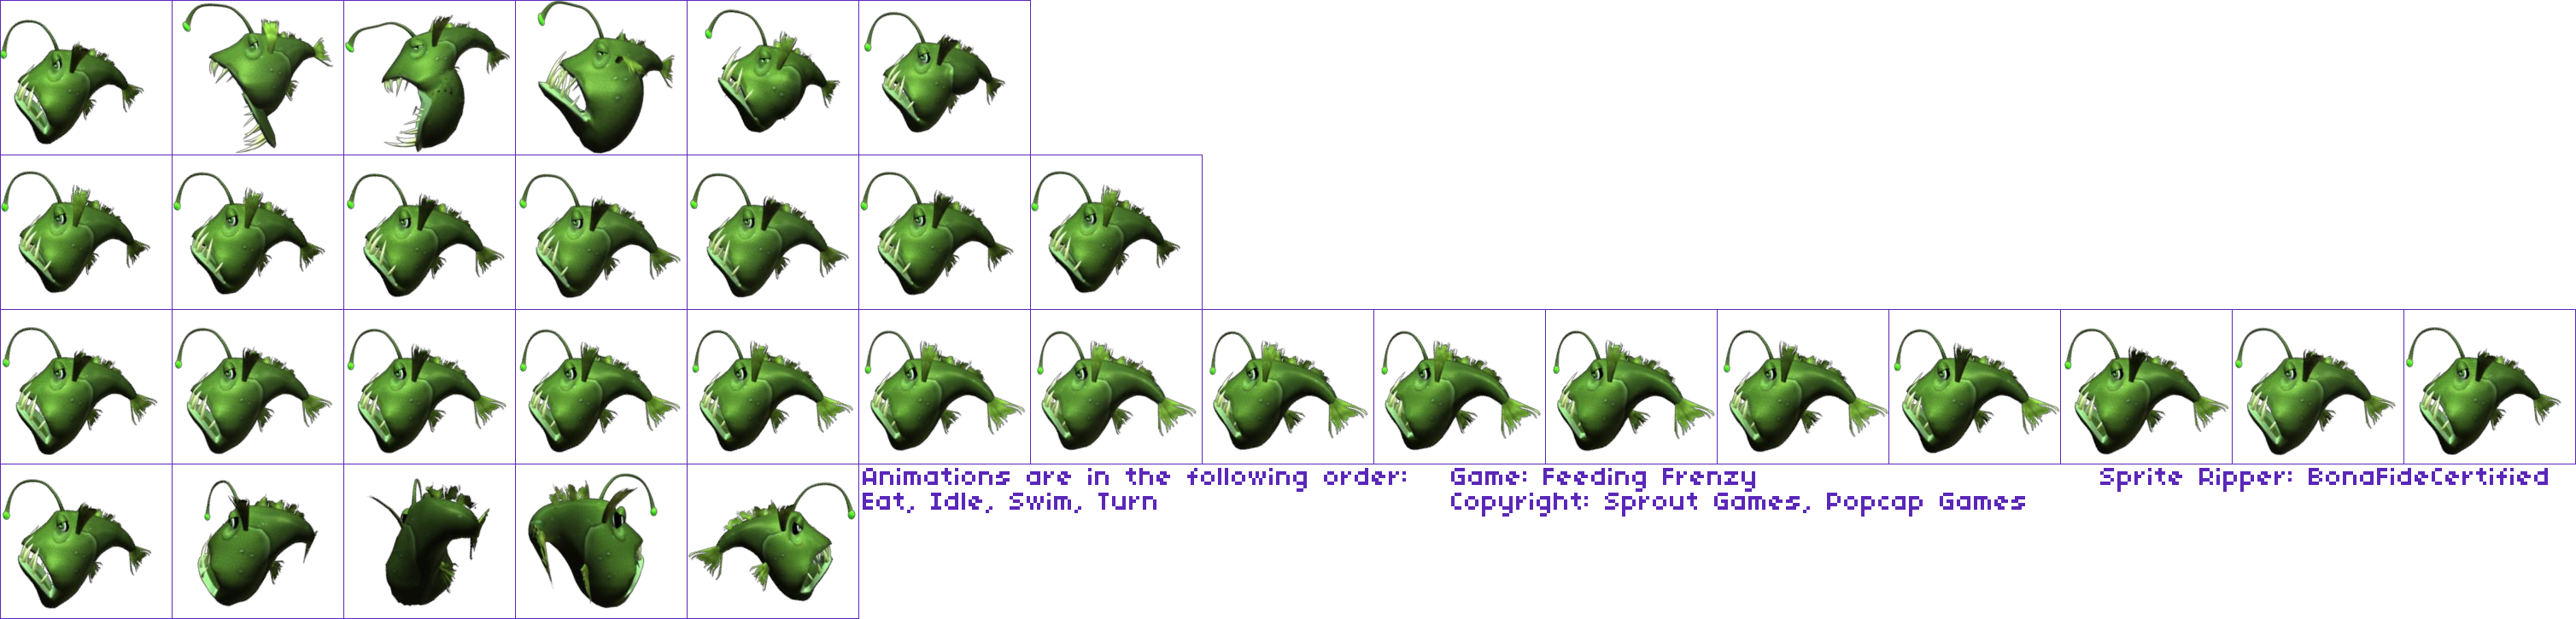 Animations are in the following order:
Eat, Idle, Swim, Turn
Game: Feeding Frenzy
Copyright: Sprout Games, Popcap Games
Sprite Ripper: BonaFideCertified